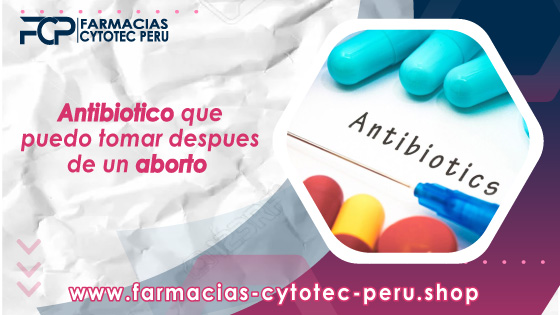 FCP FARMACIAS
CYTOTEC PERU
Antibiotico que
puedo tomar despues
de un aborto
Antibiotics
www.farmacias-cytotec-peru.shop